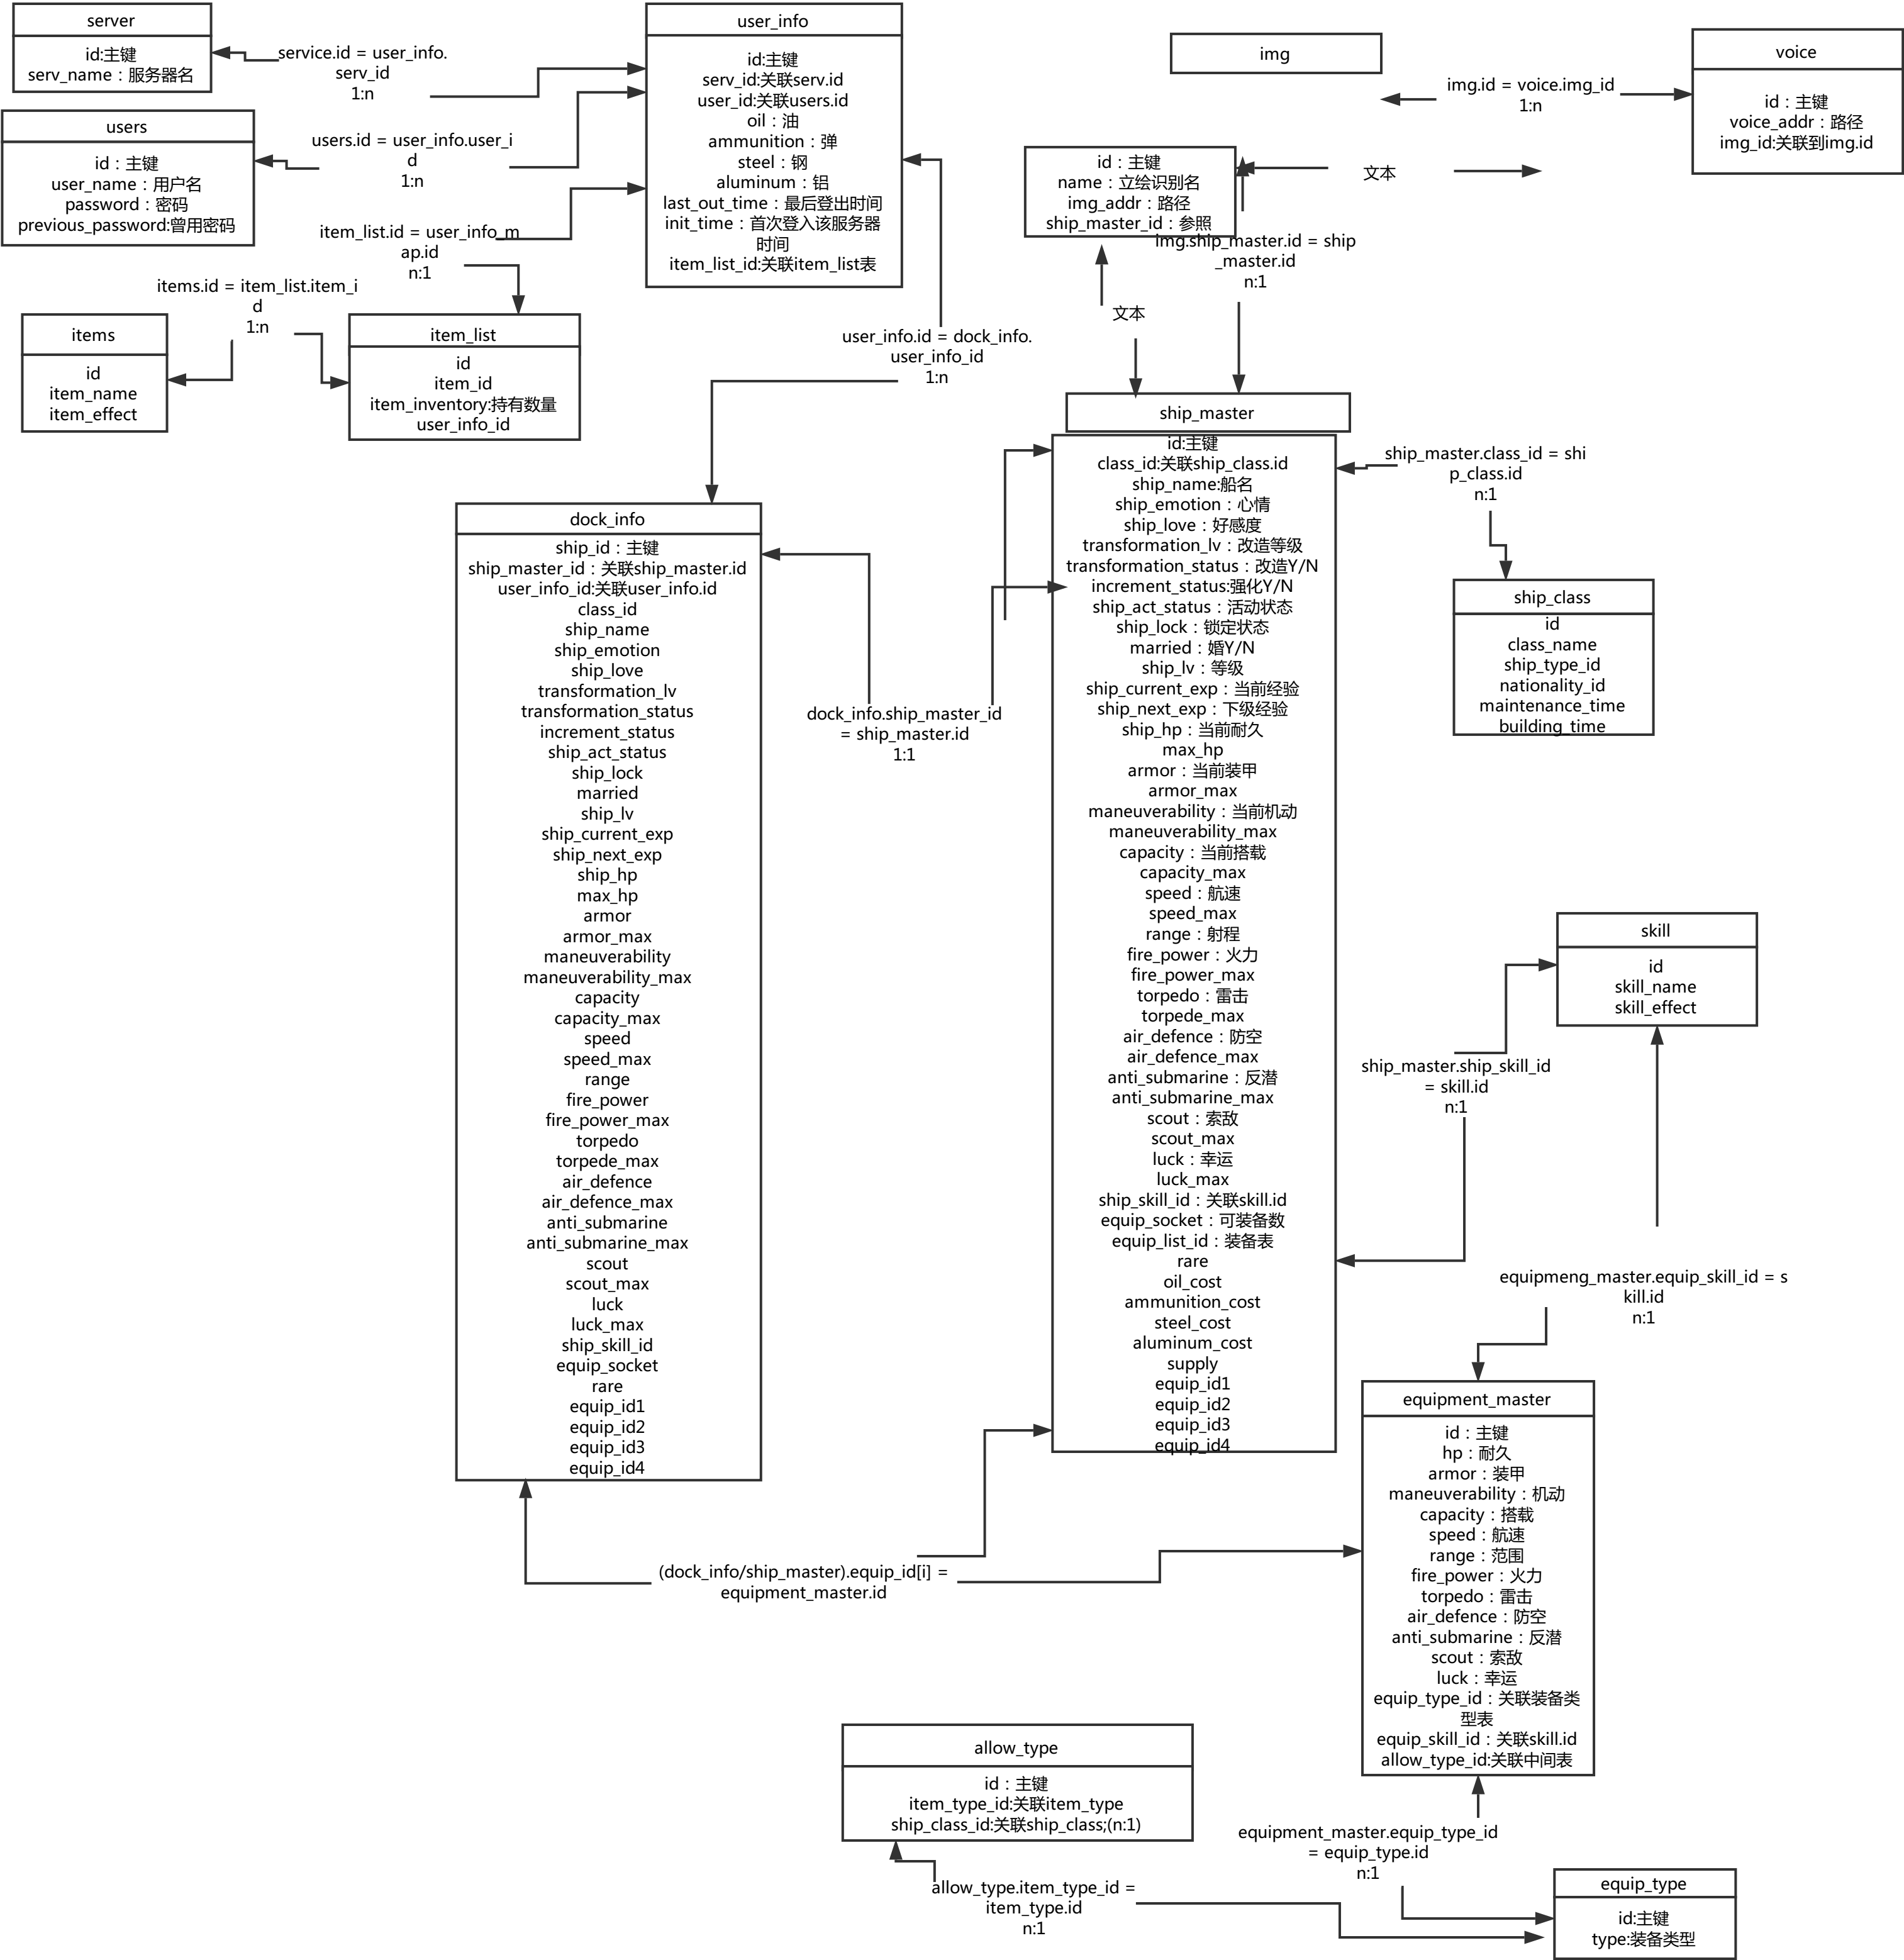 server
id:主键
serv_name：服务器名
service.id = user_info.
serv_id
1:n
users
id：主键
user_name：用户名
password：密码
previous_password:曾用密码
users.id = user_info.user_i
d
1:n
item_list.id = user_info_m
ap.id
n:1
items.id = item_list.item_i
d
1:n
items
id
item_name
item_effect
item_list
id
item_id
item_inventory:持有数量
user_info_id
user_info
id:主键
serv_id:关联serv.id
user_id:关联users.id
oil：油
ammunition：弹
steel：钢
aluminum：铝
last_out_time：最后登出时间
init_time：首次登入该服务器
时间
item_list_id:关联item_list表
user_info.id = dock_info.
user_info_id
1:n
img
id：主键
name：立绘识别名
img_addr：路径
ship_master_id：参照
img.id = voice.img_id
1:n
voice
id：主键
voice_addr：路径
img_id:关联到img.id
文本
img.ship_master.id = ship
_master.id
n:1
文本
ship_master
id:主键
class_id:关联ship_class.id
ship_name:船名
ship_emotion：心情
ship_love：好感度
transformation_lv：改造等级
transformation_status：改造Y/N
increment_status:强化Y/N
ship_act_status：活动状态
ship_lock：锁定状态
married：婚Y/N
ship_lv：等级
ship_current_exp：当前经验
ship_next_exp：下级经验
ship_hp：当前耐久
max_hp
armor：当前装甲
armor_max
maneuverability：当前机动
maneuverability_max
capacity：当前搭载
capacity_max
speed：航速
speed_max
range：射程
fire_power：火力
fire_power_max
torpedo：雷击
torpede_max
air_defence：防空
air_defence_max
anti_submarine：反潜
anti_submarine_max
scout：索敌
scout_max
luck：幸运
luck_max
ship_skill_id：关联skill.id
equip_socket：可装备数
equip_list_id：装备表
rare
oil_cost
ammunition_cost
steel_cost
aluminum_cost
supply
equip_id1
equip_id2
equip_id3
equip_id4
ship_master.class_id = shi
p_class.id
n:1
ship_class
id
class_name
ship_type_id
nationality_id
maintenance_time
building_time
dock_info
ship_id：主键
ship_master_id：关联ship_master.id
user_info_id:关联user_info.id
class_id
ship_name
ship_emotion
ship_love
transformation_lv
transformation_status
increment_status
ship_act_status
ship_lock
married
ship_lv
ship_current_exp
ship_next_exp
ship_hp
max_hp
armor
armor_max
maneuverability
maneuverability_max
capacity
capacity_max
speed
speed_max
range
fire_power
fire_power_max
torpedo
torpede_max
air_defence
air_defence_max
anti_submarine
anti_submarine_max
scout
scout_max
luck
luck_max
ship_skill_id
equip_socket
rare
equip_id1
equip_id2
equip_id3
equip_id4
dock_info.ship_master_id
= ship_master.id
1:1
skill
id
skill_name
skill_effect
ship_master.ship_skill_id
= skill.id
n:1
equipmeng_master.equip_skill_id = s
kill.id
n:1
equipment_master
id：主键
hp：耐久
armor：装甲
maneuverability：机动
capacity：搭载
speed：航速
range：范围
fire_power：火力
torpedo：雷击
air_defence：防空
anti_submarine：反潜
scout：索敌
luck：幸运
equip_type_id：关联装备类
型表
equip_skill_id：关联skill.id
allow_type_id:关联中间表
(dock_info/ship_master).equip_id[i] =
equipment_master.id
allow_type
id：主键
item_type_id:关联item_type
ship_class_id:关联ship_class;(n:1)
equipment_master.equip_type_id
= equip_type.id
n:1
allow_type.item_type_id =
item_type.id
n:1
equip_type
id:主键
type:装备类型